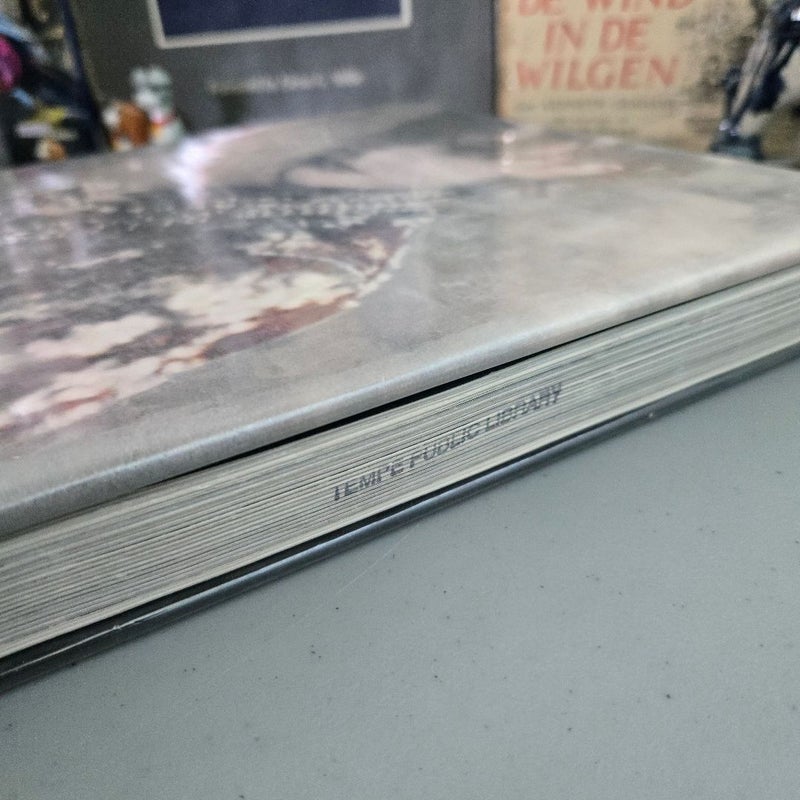 DE WIND
IN DE
WILGEN
TEMPE PUBLIC LIBRARY